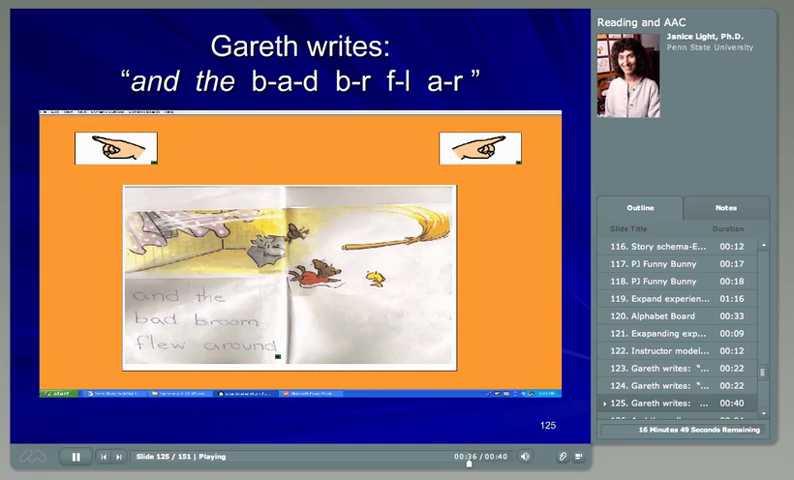 Gareth writes:
“and the b-a-d b-r f-l a-r ”
and the
bad broom
flew around
start
125
Slide 125 / 151 | Playing
00:36 / 00:40
Reading and AAC
Janice Light, Ph.D.
Penn State University
Outline
Notes
Slide Title Duration
116. Story schema-E... 00:12
117. PJ Funny Bunny 00:17
118. PJ Funny Bunny 00:18
119. Expand experien... 01:16
120. Alphabet Board 00:33
121. Exapanding exp... 00:09
122. Instructor model... 00:12
123. Gareth writes: "... 00:22
124. Gareth writes: "... 00:22
125. Gareth writes: ... 00:40
16 Minutes 49 Seconds Remaining